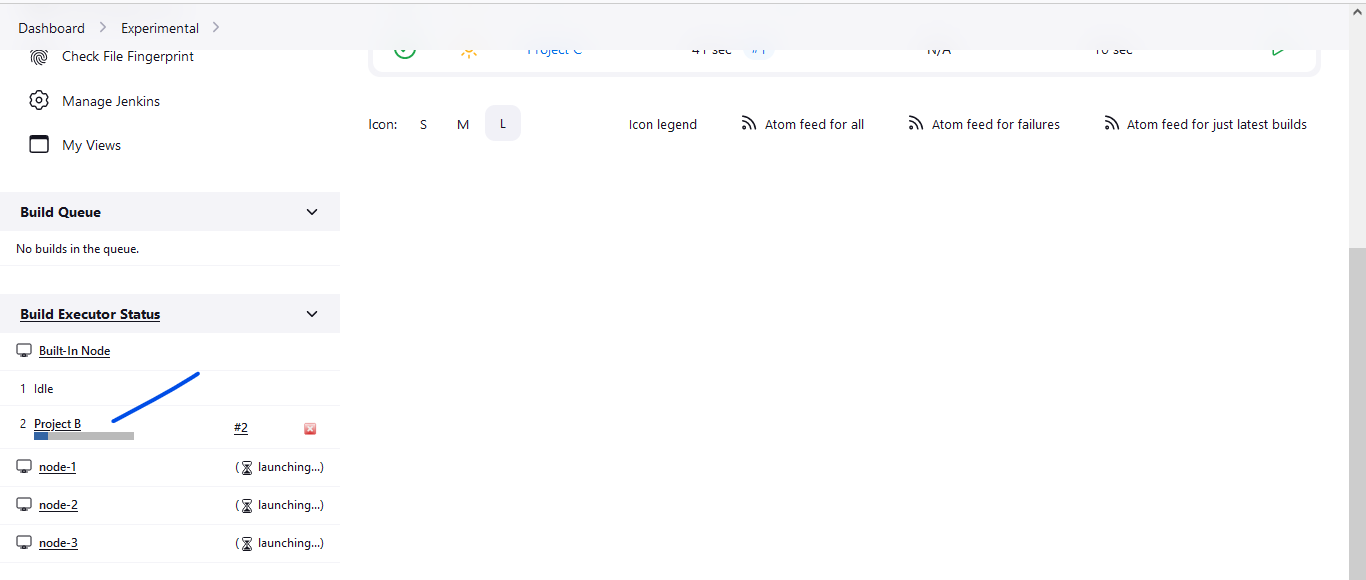 Dashboard > Experimental >
Project C 41 sec #1 N/A 10 sec
Check File Fingerprint
Manage Jenkins
Icon: S M L Icon legend Atom feed for all Atom feed for failures Atom feed for just latest builds
My Views
Build Queue
No builds in the queue.
Build Executor Status
Built-In Node
1 Idle
2 Project B #2
node-1 ( launching...)
node-2 ( launching...)
node-3 ( launching...)